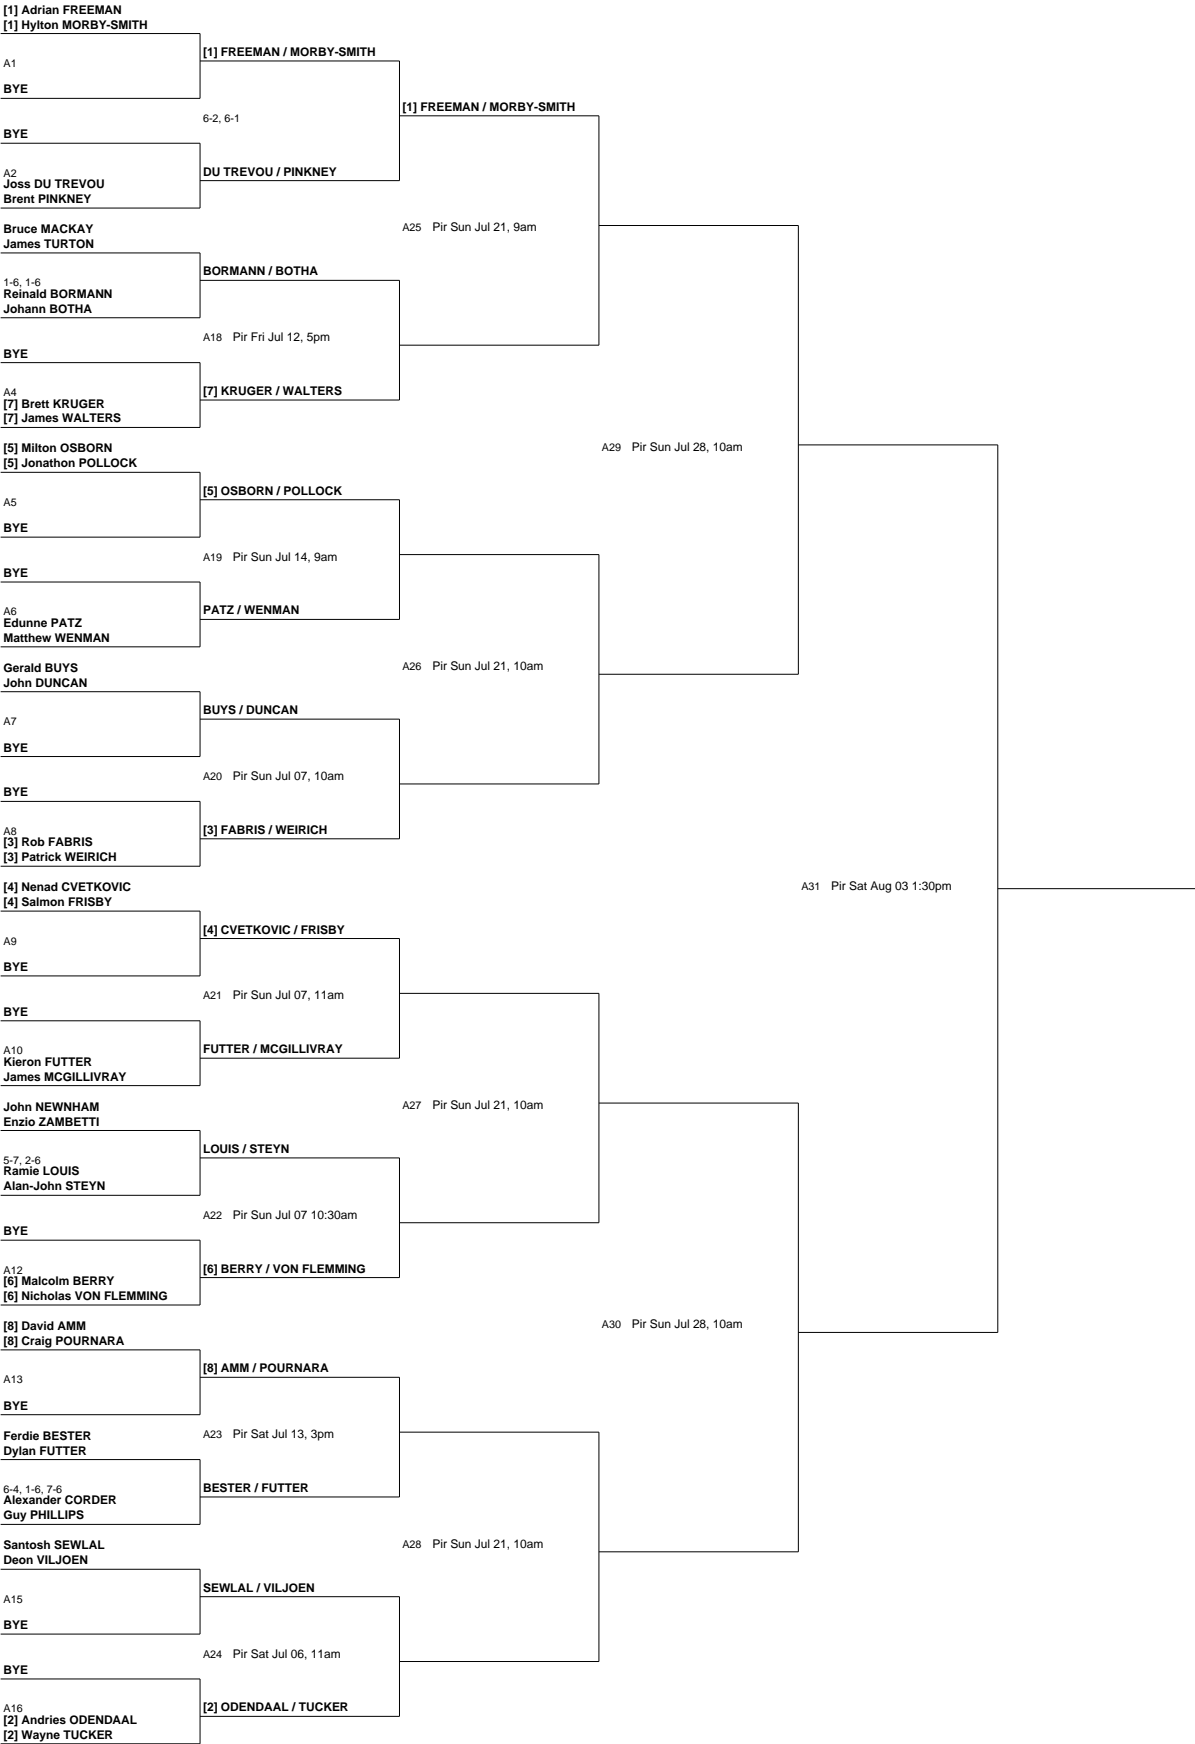 [1] Adrian FREEMAN
[1] Hylton MORBY-SMITH
[1] FREEMAN / MORBY-SMITH
A1
BYE
[1] FREEMAN / MORBY-SMITH
6-2, 6-1
BYE
A2
DU TREVOU / PINKNEY
Joss DU TREVOU
Brent PINKNEY
Bruce MACKAY
A25 Pir Sun Jul 21, 9am
James TURTON
BORMANN / BOTHA
1-6, 1-6
Reinald BORMANN
Johann BOTHA
A18 Pir Fri Jul 12, 5pm
BYE
A4
[7] KRUGER / WALTERS
[7] Brett KRUGER
[7] James WALTERS
[5] Milton OSBORN
A29 Pir Sun Jul 28, 10am
[5] Jonathon POLLOCK
[5] OSBORN / POLLOCK
A5
BYE
A19 Pir Sun Jul 14, 9am
BYE
A6
PATZ / WENMAN
Edunne PATZ
Matthew WENMAN
Gerald BUYS
A26 Pir Sun Jul 21, 10am
John DUNCAN
BUYS / DUNCAN
A7
BYE
A20 Pir Sun Jul 07, 10am
BYE
A8
[3] FABRIS / WEIRICH
[3] Rob FABRIS
[3] Patrick WEIRICH
[4] Nenad CVETKOVIC
A31 Pir Sat Aug 03 1:30pm
[4] Salmon FRISBY
[4] CVETKOVIC / FRISBY
A9
BYE
A21 Pir Sun Jul 07, 11am
BYE
A10
FUTTER / MCGILLIVRAY
Kieron FUTTER
James MCGILLIVRAY
John NEWNHAM
A27 Pir Sun Jul 21, 10am
Enzio ZAMBETTI
LOUIS / STEYN
5-7, 2-6
Ramie LOUIS
Alan-John STEYN
A22 Pir Sun Jul 07 10:30am
BYE
A12
[6] BERRY / VON FLEMMING
[6] Malcolm BERRY
[6] Nicholas VON FLEMMING
[8] David AMM
A30 Pir Sun Jul 28, 10am
[8] Craig POURNARA
[8] AMM / POURNARA
A13
BYE
A23 Pir Sat Jul 13, 3pm
Ferdie BESTER
Dylan FUTTER
6-4, 1-6, 7-6
BESTER / FUTTER
Alexander CORDER
Guy PHILLIPS
Santosh SEWLAL
A28 Pir Sun Jul 21, 10am
Deon VILJOEN
SEWLAL / VILJOEN
A15
BYE
A24 Pir Sat Jul 06, 11am
BYE
A16
[2] ODENDAAL / TUCKER
[2] Andries ODENDAAL
[2] Wayne TUCKER